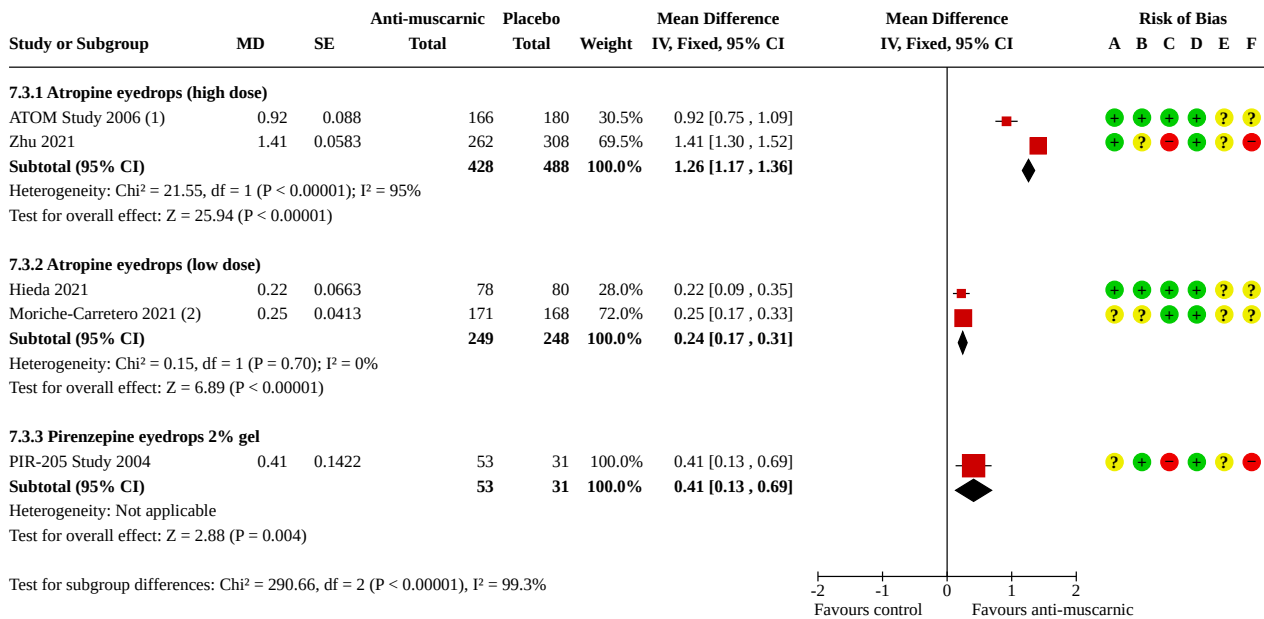 Anti-muscarnic Placebo Mean Difference Mean Difference Risk of Bias
Study or Subgroup MD SE Total Total Weight IV, Fixed, 95% CI IV, Fixed, 95% CI A B C D E F
7.3.1 Atropine eyedrops (high dose)
ATOM Study 2006 (1) 0.92 0.088 166 180 30.5% 0.92 [0.75 , 1.09] + + + + ? ?
Zhu 2021 1.41 0.0583 262 308 69.5% 1.41 [1.30 , 1.52] + ? − + ? −
Subtotal (95% CI) 428 488 100.0% 1.26 [1.17 , 1.36]
Heterogeneity: Chi² = 21.55, df = 1 (P < 0.00001); I² = 95%
Test for overall effect: Z = 25.94 (P < 0.00001)
7.3.2 Atropine eyedrops (low dose)
Hieda 2021 0.22 0.0663 78 80 28.0% 0.22 [0.09 , 0.35] + + + + ? ?
Moriche-Carretero 2021 (2) 0.25 0.0413 171 168 72.0% 0.25 [0.17 , 0.33] ? ? + + ? ?
Subtotal (95% CI) 249 248 100.0% 0.24 [0.17 , 0.31]
Heterogeneity: Chi² = 0.15, df = 1 (P = 0.70); I² = 0%
Test for overall effect: Z = 6.89 (P < 0.00001)
7.3.3 Pirenzepine eyedrops 2% gel
PIR-205 Study 2004 0.41 0.1422 53 31 100.0% 0.41 [0.13 , 0.69] ? + − + ? −
Subtotal (95% CI) 53 31 100.0% 0.41 [0.13 , 0.69]
Heterogeneity: Not applicable
Test for overall effect: Z = 2.88 (P = 0.004)
Test for subgroup differences: Chi² = 290.66, df = 2 (P < 0.00001), I² = 99.3%
-2 -1 0 1 2
Favours control Favours anti-muscarnic